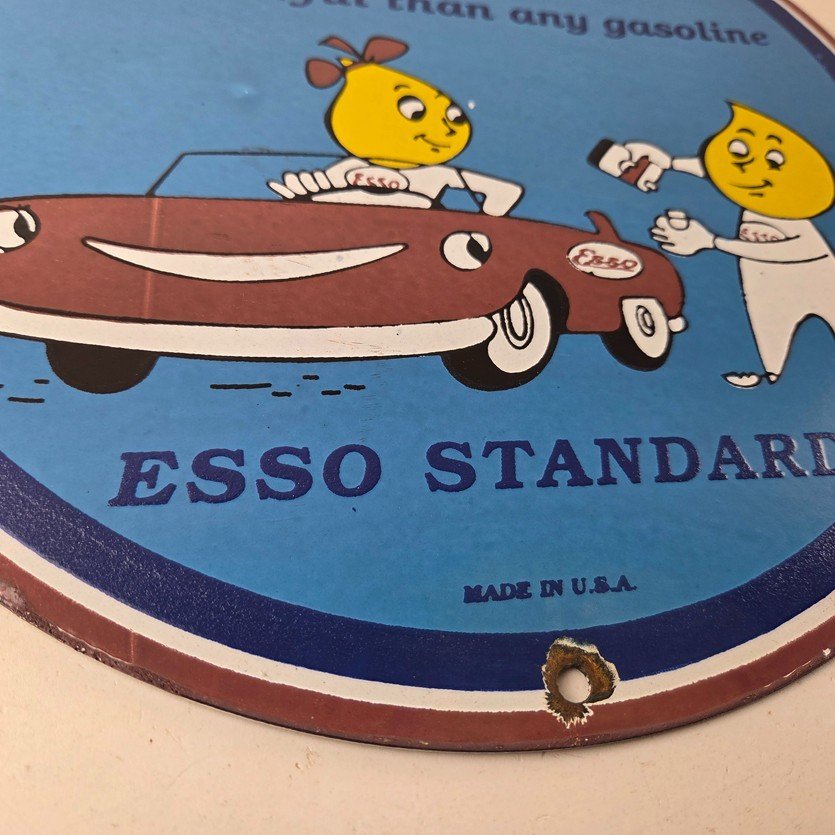 than any gasoline
Esso
Esso
Esso
ESSO STANDARD
MADE IN U.S.A.